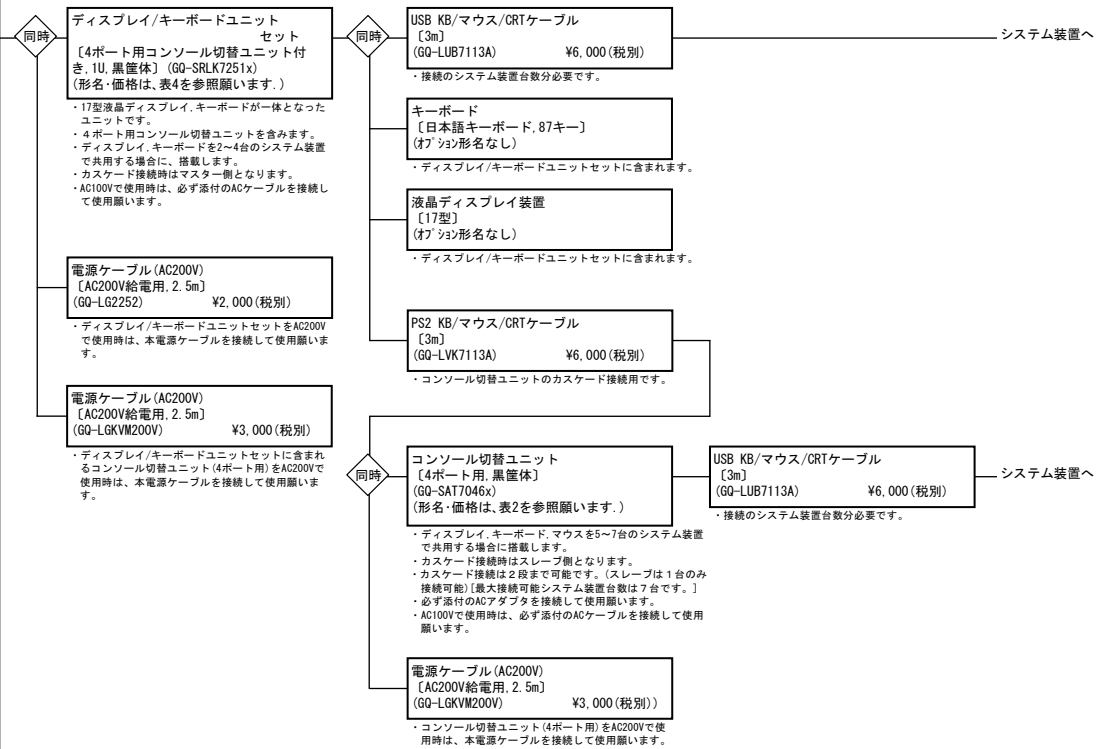 同時
ディスプレイ/キーボードユニット
セット
〔4ポート用コンソール切替ユニット付
き,1U,黒筐体〕(GQ-SRLK7251x)
(形名・価格は、表4を参照願います.)
・17型液晶ディスプレイ,キーボードが一体となった
ユニットです。
・４ポート用コンソール切替ユニットを含みます。
・ディスプレイ,キーボードを2～4台のシステム装置
で共用する場合に、搭載します。
・カスケード接続時はマスター側となります。
・AC100Vで使用時は、必ず添付のACケーブルを接続し
て使用願います。
電源ケーブル(AC200V)
〔AC200V給電用,2.5m〕
(GQ-LG2252) ¥2,000(税別)
・ディスプレイ/キーボードユニットセットをAC200V
で使用時は、本電源ケーブルを接続して使用願いま
す。
電源ケーブル(AC200V)
〔AC200V給電用,2.5m〕
(GQ-LGKVM200V) ¥3,000(税別)
・ディスプレイ/キーボードユニットセットに含まれ
るコンソール切替ユニット(4ポート用)をAC200Vで
使用時は、本電源ケーブルを接続して使用願いま
す。
同時
USB KB/マウス/CRTケーブル
〔3m〕
(GQ-LUB7113A) ¥6,000(税別)
・接続のシステム装置台数分必要です。
システム装置へ
キーボード
〔日本語キーボード,87キー〕
(ｵﾌﾟｼｮﾝ形名なし)
・ディスプレイ/キーボードユニットセットに含まれます。
液晶ディスプレイ装置
〔17型〕
(ｵﾌﾟｼｮﾝ形名なし)
・ディスプレイ/キーボードユニットセットに含まれます。
PS2 KB/マウス/CRTケーブル
〔3m〕
(GQ-LVK7113A) ¥6,000(税別)
・コンソール切替ユニットのカスケード接続用です。
同時
コンソール切替ユニット
〔4ポート用,黒筐体〕
(GQ-SAT7046x)
(形名・価格は、表2を参照願います.)
・ディスプレイ,キーボード,マウスを5～7台のシステム装置
で共用する場合に搭載します。
・カスケード接続時はスレーブ側となります。
・カスケード接続は２段まで可能です。(スレーブは１台のみ
接続可能)[最大接続可能システム装置台数は７台です。]
・必ず添付のACアダプタを接続して使用願います。
・AC100Vで使用時は、必ず添付のACケーブルを接続して使用
願います。
USB KB/マウス/CRTケーブル
〔3m〕
(GQ-LUB7113A) ¥6,000(税別)
・接続のシステム装置台数分必要です。
システム装置へ
電源ケーブル(AC200V)
〔AC200V給電用,2.5m〕
(GQ-LGKVM200V) ¥3,000(税別))
・コンソール切替ユニット(4ポート用)をAC200Vで使
用時は、本電源ケーブルを接続して使用願います。